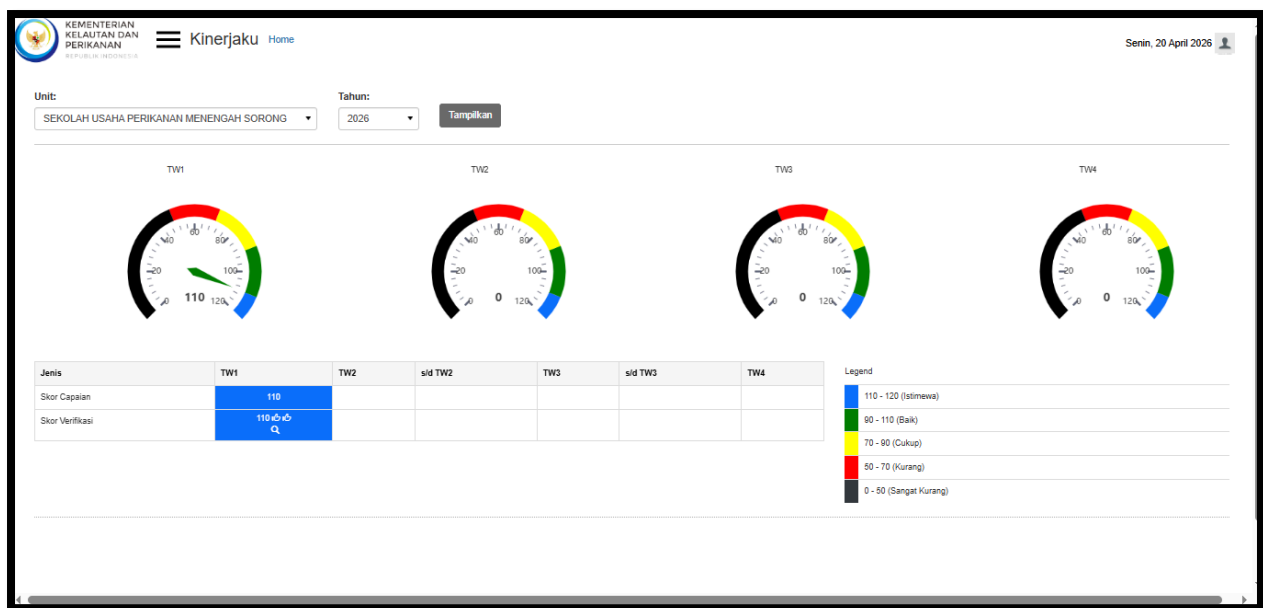 KEMENTERIAN
KELAUTAN DAN
PERIKANAN
REPUBLIK INDONESIA
Kinerjaku Home
Senin, 20 April 2026
Unit:
Tahun:
SEKOLAH USAHA PERIKANAN MENENGAH SORONG
2026
Tampilkan
TW1
0 20 40 60 80 100 120
110
TW2
0 20 40 60 80 100 120
0
TW3
0 20 40 60 80 100 120
0
TW4
0 20 40 60 80 100 120
0
Jenis TW1 TW2 s/d TW2 TW3 s/d TW3 TW4
Skor Capaian 110
Skor Verifikasi 110
Legend
110 - 120 (Istimewa)
90 - 110 (Baik)
70 - 90 (Cukup)
50 - 70 (Kurang)
0 - 50 (Sangat Kurang)